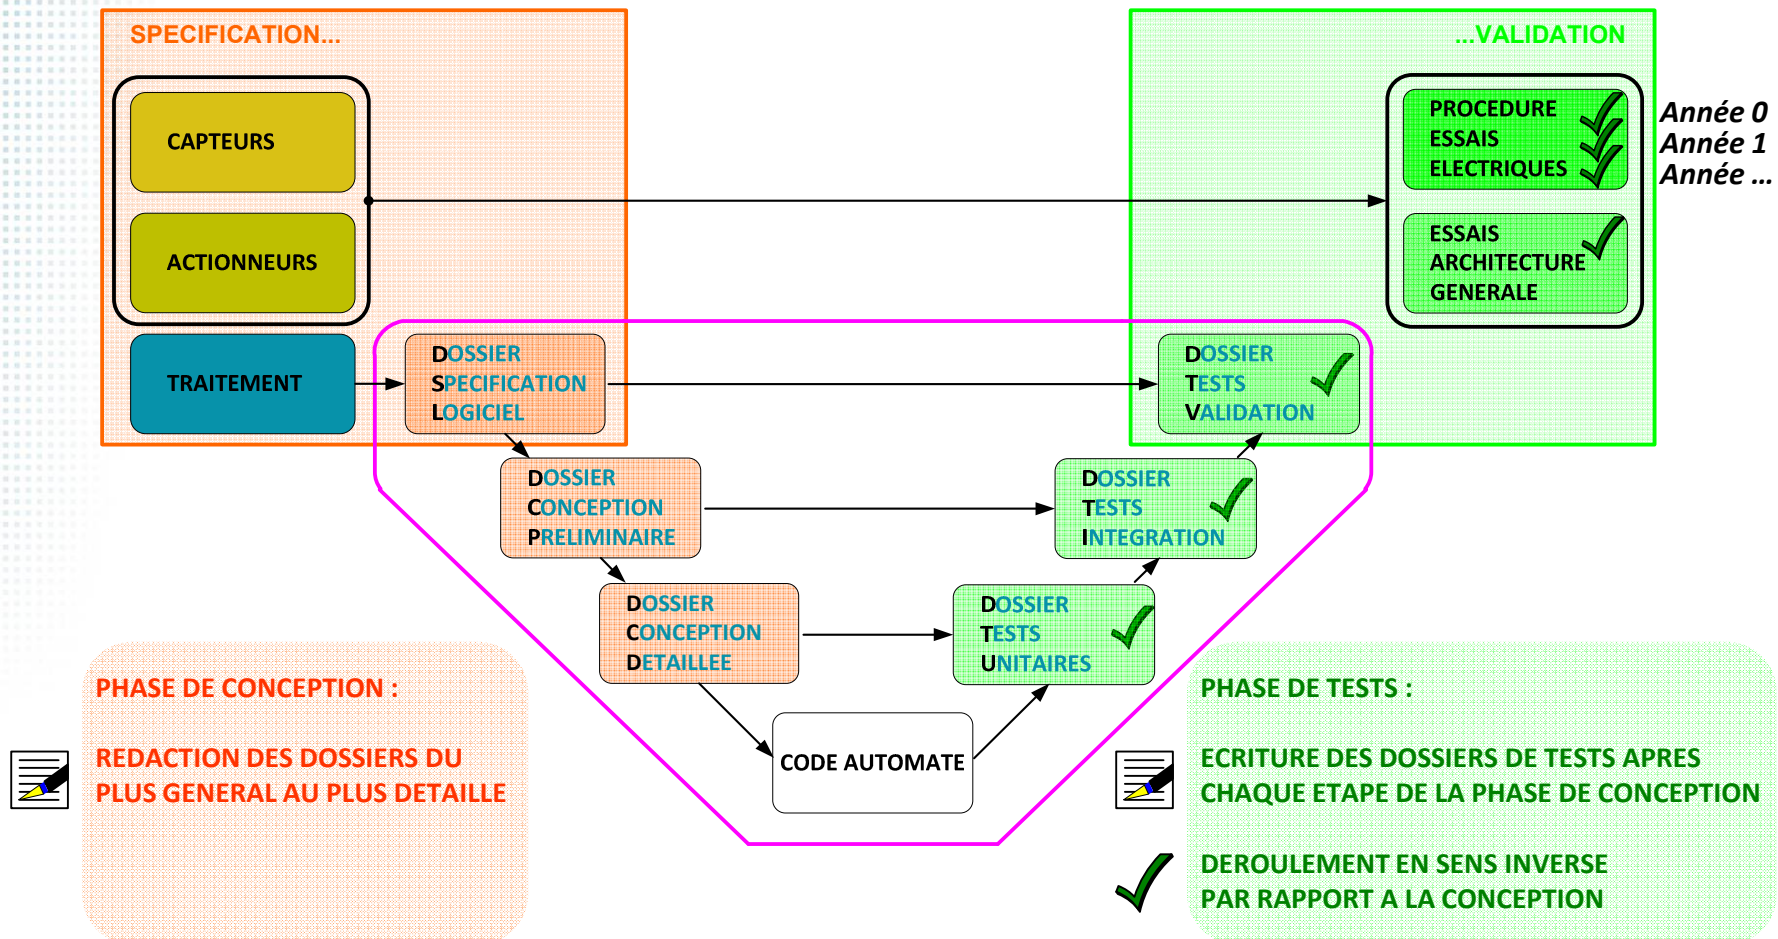 SPECIFICATION...
...VALIDATION
CAPTEURS
ACTIONNEURS
TRAITEMENT
PROCEDURE
ESSAIS
ELECTRIQUES
Année 0
Année 1
Année ...
ESSAIS
ARCHITECTURE
GENERALE
DOSSIER
SPECIFICATION
LOGICIEL
DOSSIER
TESTS
VALIDATION
DOSSIER
CONCEPTION
PRELIMINAIRE
DOSSIER
TESTS
INTEGRATION
DOSSIER
CONCEPTION
DETAILLEE
DOSSIER
TESTS
UNITAIRES
CODE AUTOMATE
PHASE DE CONCEPTION :
REDACTION DES DOSSIERS DU
PLUS GENERAL AU PLUS DETAILLE
PHASE DE TESTS :
ECRITURE DES DOSSIERS DE TESTS APRES
CHAQUE ETAPE DE LA PHASE DE CONCEPTION
DEROULEMENT EN SENS INVERSE
PAR RAPPORT A LA CONCEPTION